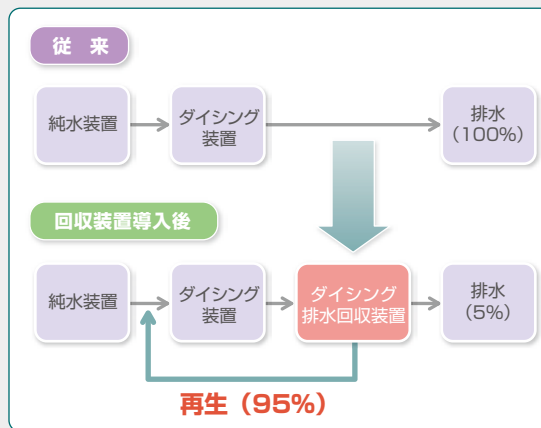 従 来
純水装置
ダイシング
装置
排水
（100%）
回収装置導入後
純水装置
ダイシング
装置
ダイシング
排水回収装置
排水
（5%）
再生（95%）